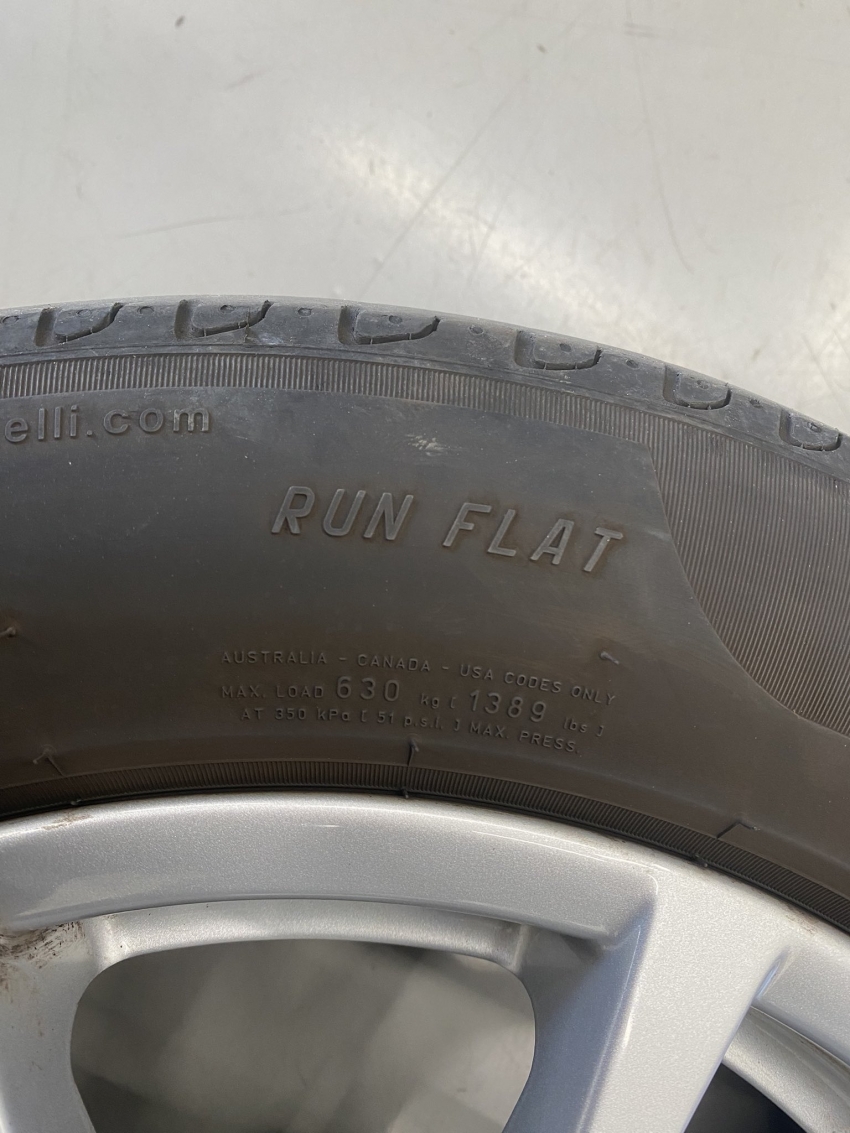 elli.com
RUN FLAT
AUSTRALIA - CANADA - USA CODES ONLY
MAX. LOAD 630 kg [ 1389 lbs ]
AT 350 kPa [ 51 p.s.i. ] MAX. PRESS.